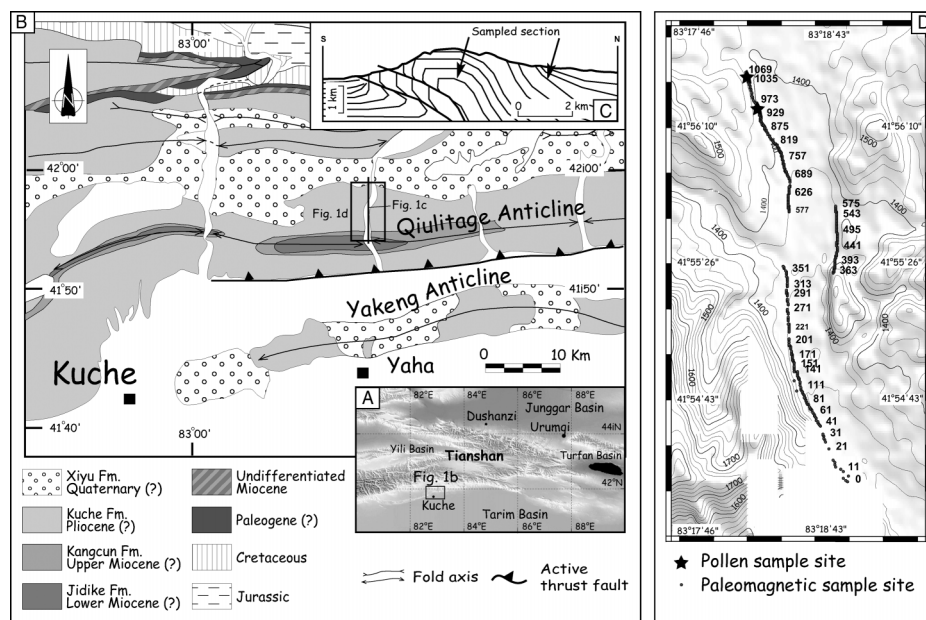 B
83°00'
S
Sampled section
N
1 km
0 2 km
C
42°00'
42°00'
Fig. 1d
Fig. 1c
Qiulitage Anticline
41°50'
41°50'
Yakeng Anticline
Kuche
Yaha
0 10 Km
41°40'
83°00'
A
82°E 84°E 86°E 88°E
Dushanzi
Junggar Basin
Urumqi
44iN
Yili Basin
Tianshan
Turfan Basin
Fig. 1b
42°N
Kuche
Tarim Basin
82°E 84°E 86°E 88°E
Xiyu Fm.
Quaternary (?)
Kuche Fm.
Pliocene (?)
Kangcun Fm.
Upper Miocene (?)
Jidike Fm.
Lower Miocene (?)
Undifferentiated
Miocene
Paleogene (?)
Cretaceous
Jurassic
Fold axis
Active
thrust fault
D
83°17'46"
83°18'43"
1069
1035
1400
973
929
41°56'10"
41°56'10"
875
819
1500
757
689
626
1400
577
1400
575
543
495
441
41°55'26"
41°55'26"
393
363
351
313
291
271
221
201
1500
1400
171
151
141
1600
111
41°54'43"
41°54'43"
81
61
41
31
21
1700
11
0
1700
1600
83°17'46"
83°18'43"
Pollen sample site
Paleomagnetic sample site